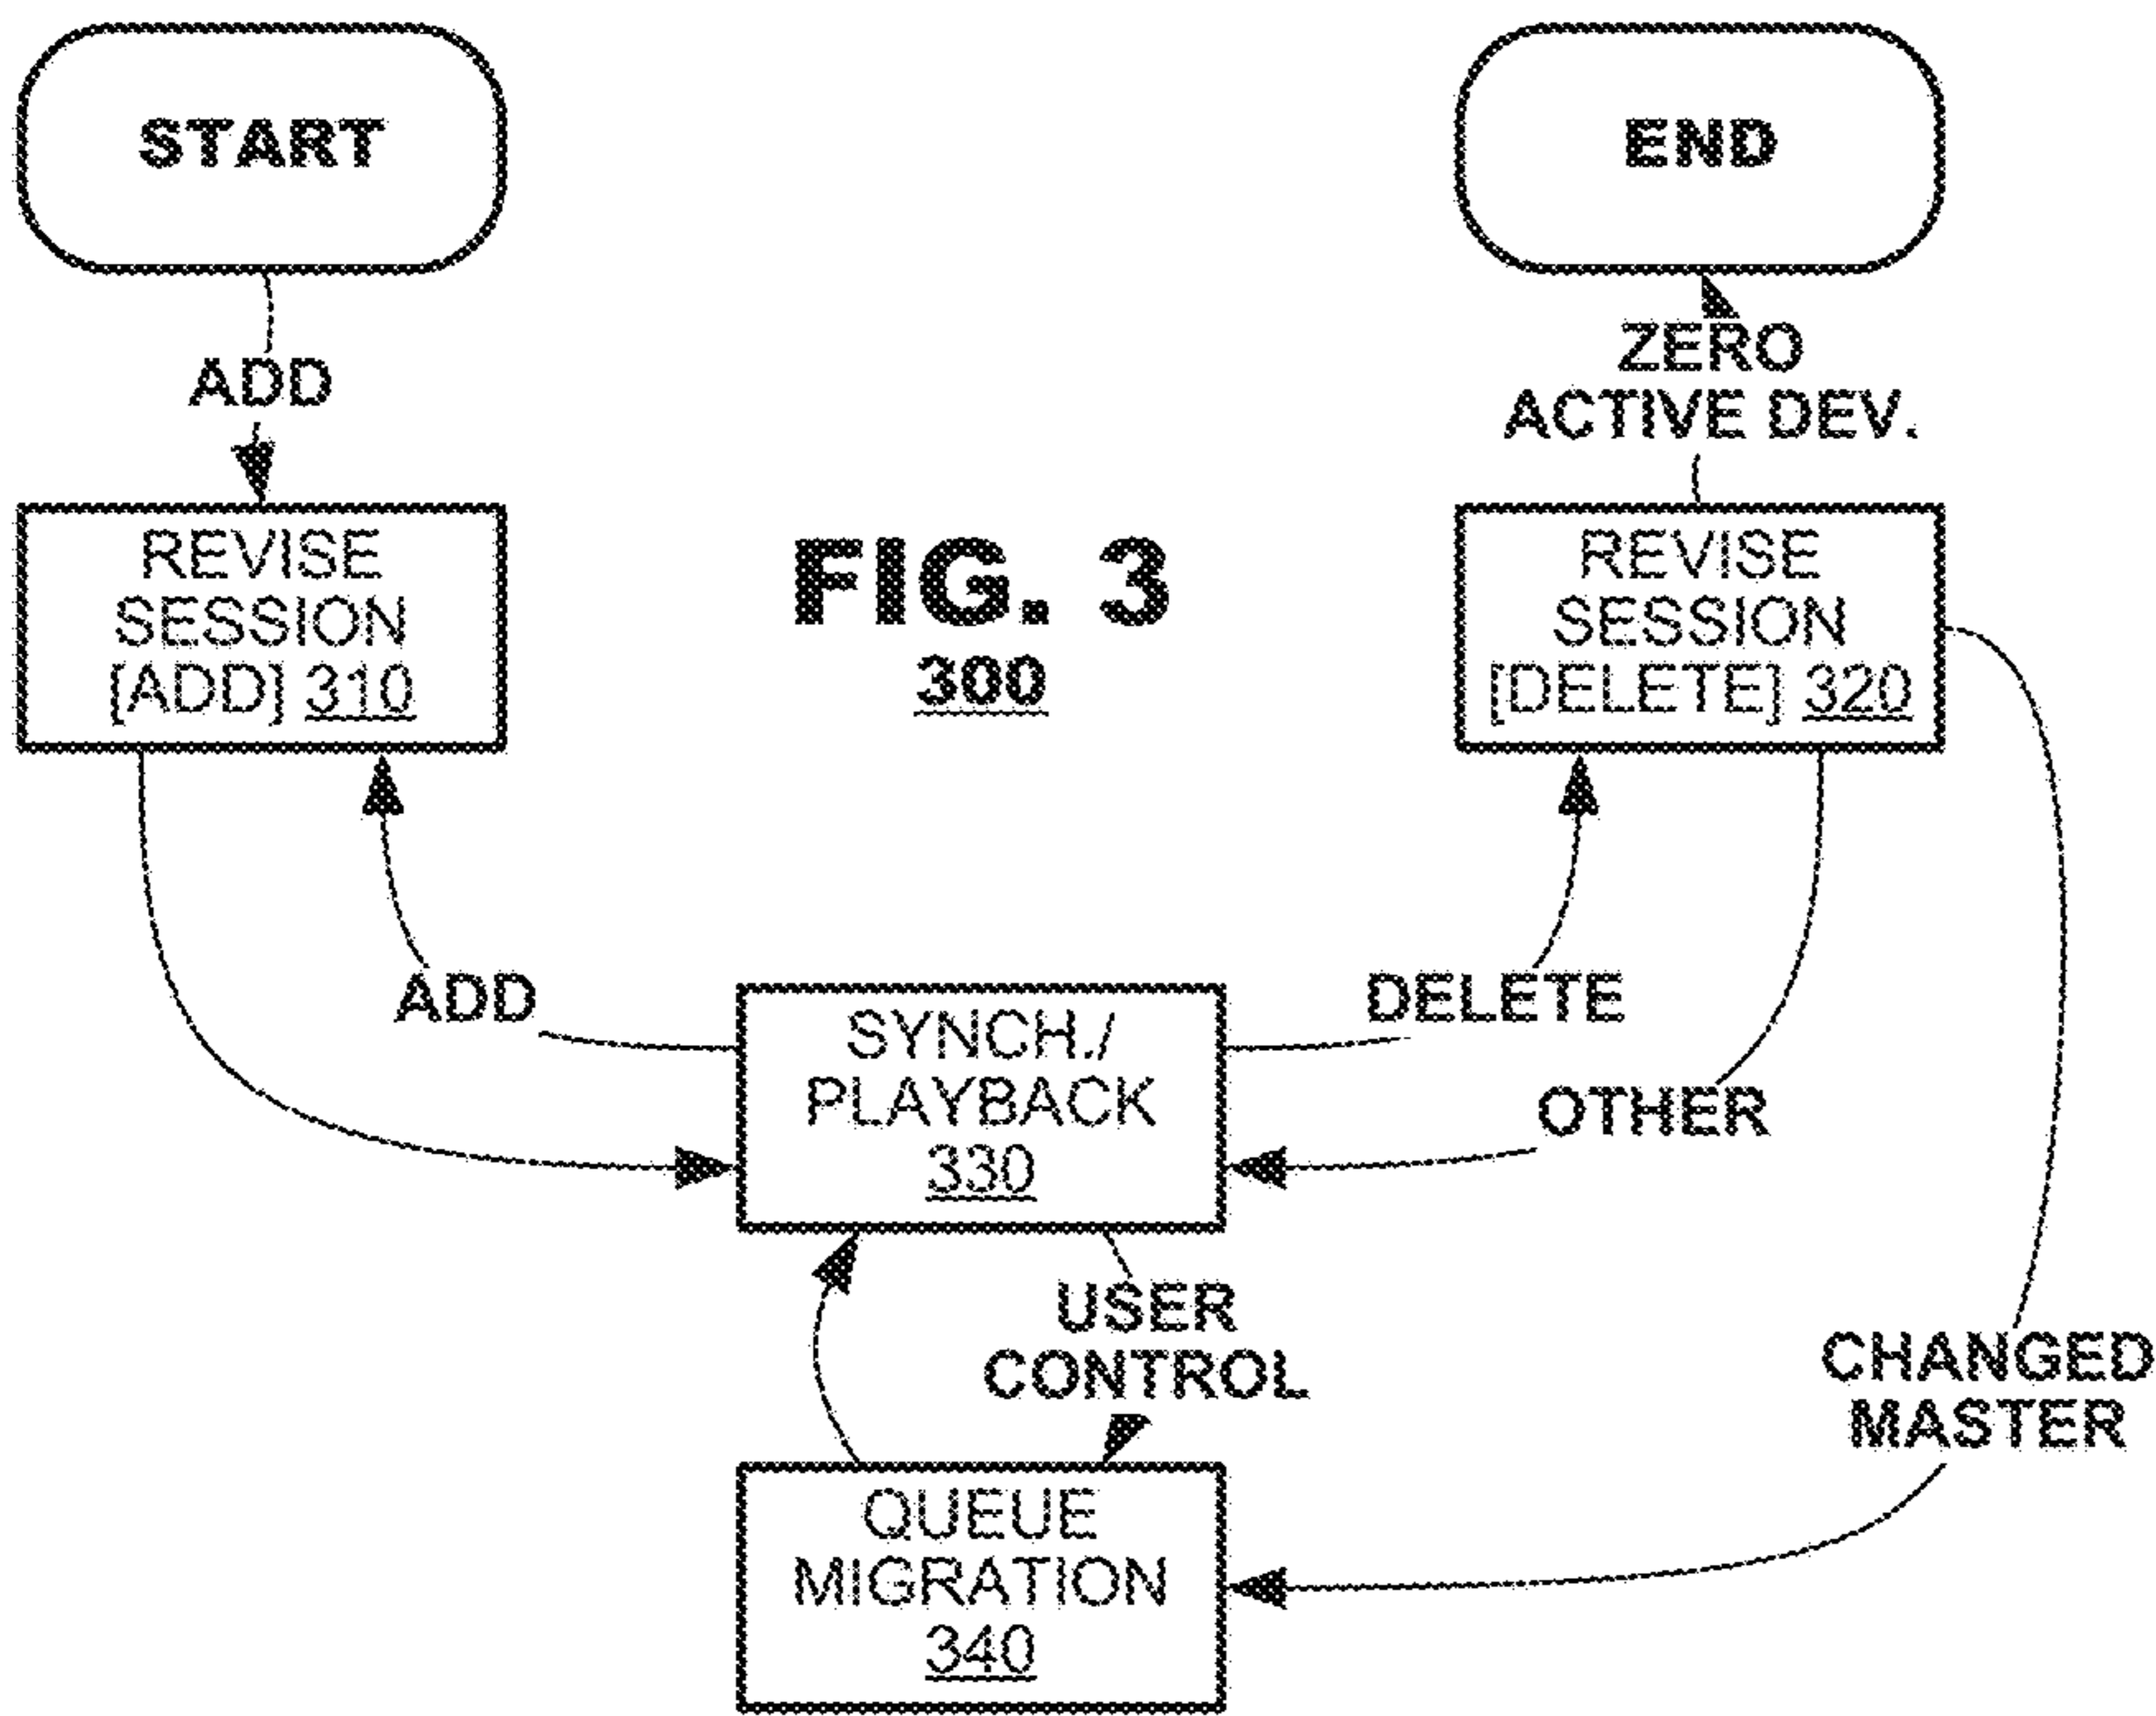 START
END
ADD
ZERO
ACTIVE DEV.
REVISE
SESSION
[ADD] 310
FIG. 3
300
REVISE
SESSION
[DELETE] 320
ADD
SYNCH./
PLAYBACK
330
DELETE
OTHER
USER
CONTROL
CHANGED
MASTER
QUEUE
MIGRATION
340